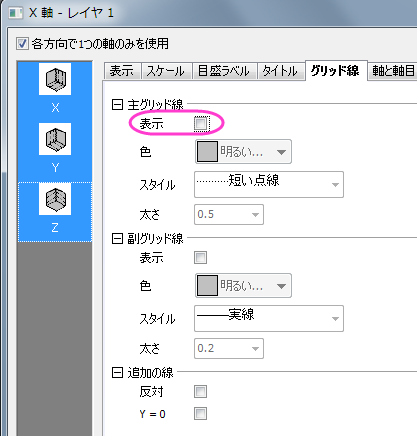 X 軸 - レイヤ 1
各方向で1つの軸のみを使用
表示 スケール 目盛ラベル タイトル グリッド線 軸と軸目
X
Y
Z
主グリッド線
表示
色 明るい...
スタイル 短い点線
太さ 0.5
副グリッド線
表示
色 明るい...
スタイル 実線
太さ 0.2
追加の線
反対
Y = 0